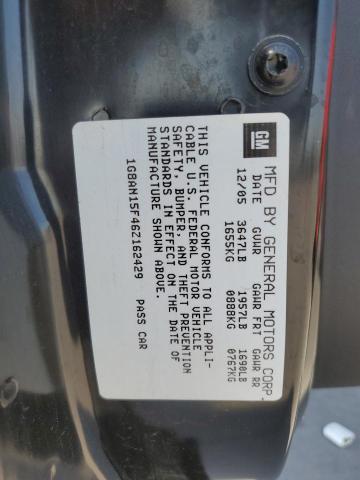 GM
MFD BY GENERAL MOTORS CORP.
DATE GVWR GAWR FRT GAWR RR
12/05 3647LB 1957LB 1690LB
1655KG 0888KG 0767KG
THIS VEHICLE CONFORMS TO ALL APPLI-
CABLE U.S. FEDERAL MOTOR VEHICLE
SAFETY, BUMPER, AND THEFT PREVENTION
STANDARDS IN EFFECT ON THE DATE OF
MANUFACTURE SHOWN ABOVE.
1G8AN15F46Z162429 PASS CAR